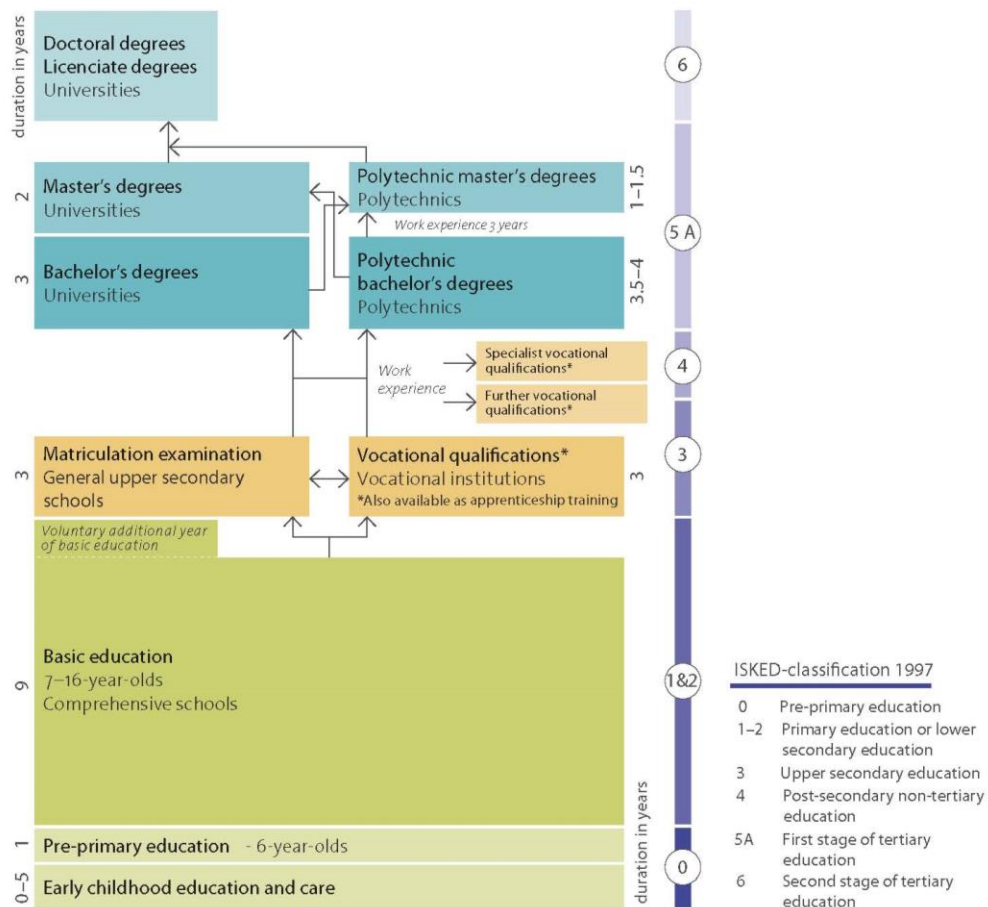 duration in years
Doctoral degrees
Licenciate degrees
Universities
6
2
Master's degrees
Universities
Polytechnic master's degrees
Polytechnics
1–1.5
Work experience 3 years
5 A
3
Bachelor's degrees
Universities
Polytechnic
bachelor's degrees
Polytechnics
3.5–4
Work
experience
Specialist vocational
qualifications*
Further vocational
qualifications*
4
3
Matriculation examination
General upper secondary
schools
Vocational qualifications*
Vocational institutions
*Also available as apprenticeship training
3
3
Voluntary additional year
of basic education
9
Basic education
7–16-year-olds
Comprehensive schools
1&2
1
Pre-primary education - 6-year-olds
0–5
Early childhood education and care
duration in years
0
ISKED-classification 1997
0 Pre-primary education
1–2 Primary education or lower
secondary education
3 Upper secondary education
4 Post-secondary non-tertiary
education
5A First stage of tertiary
education
6 Second stage of tertiary
education